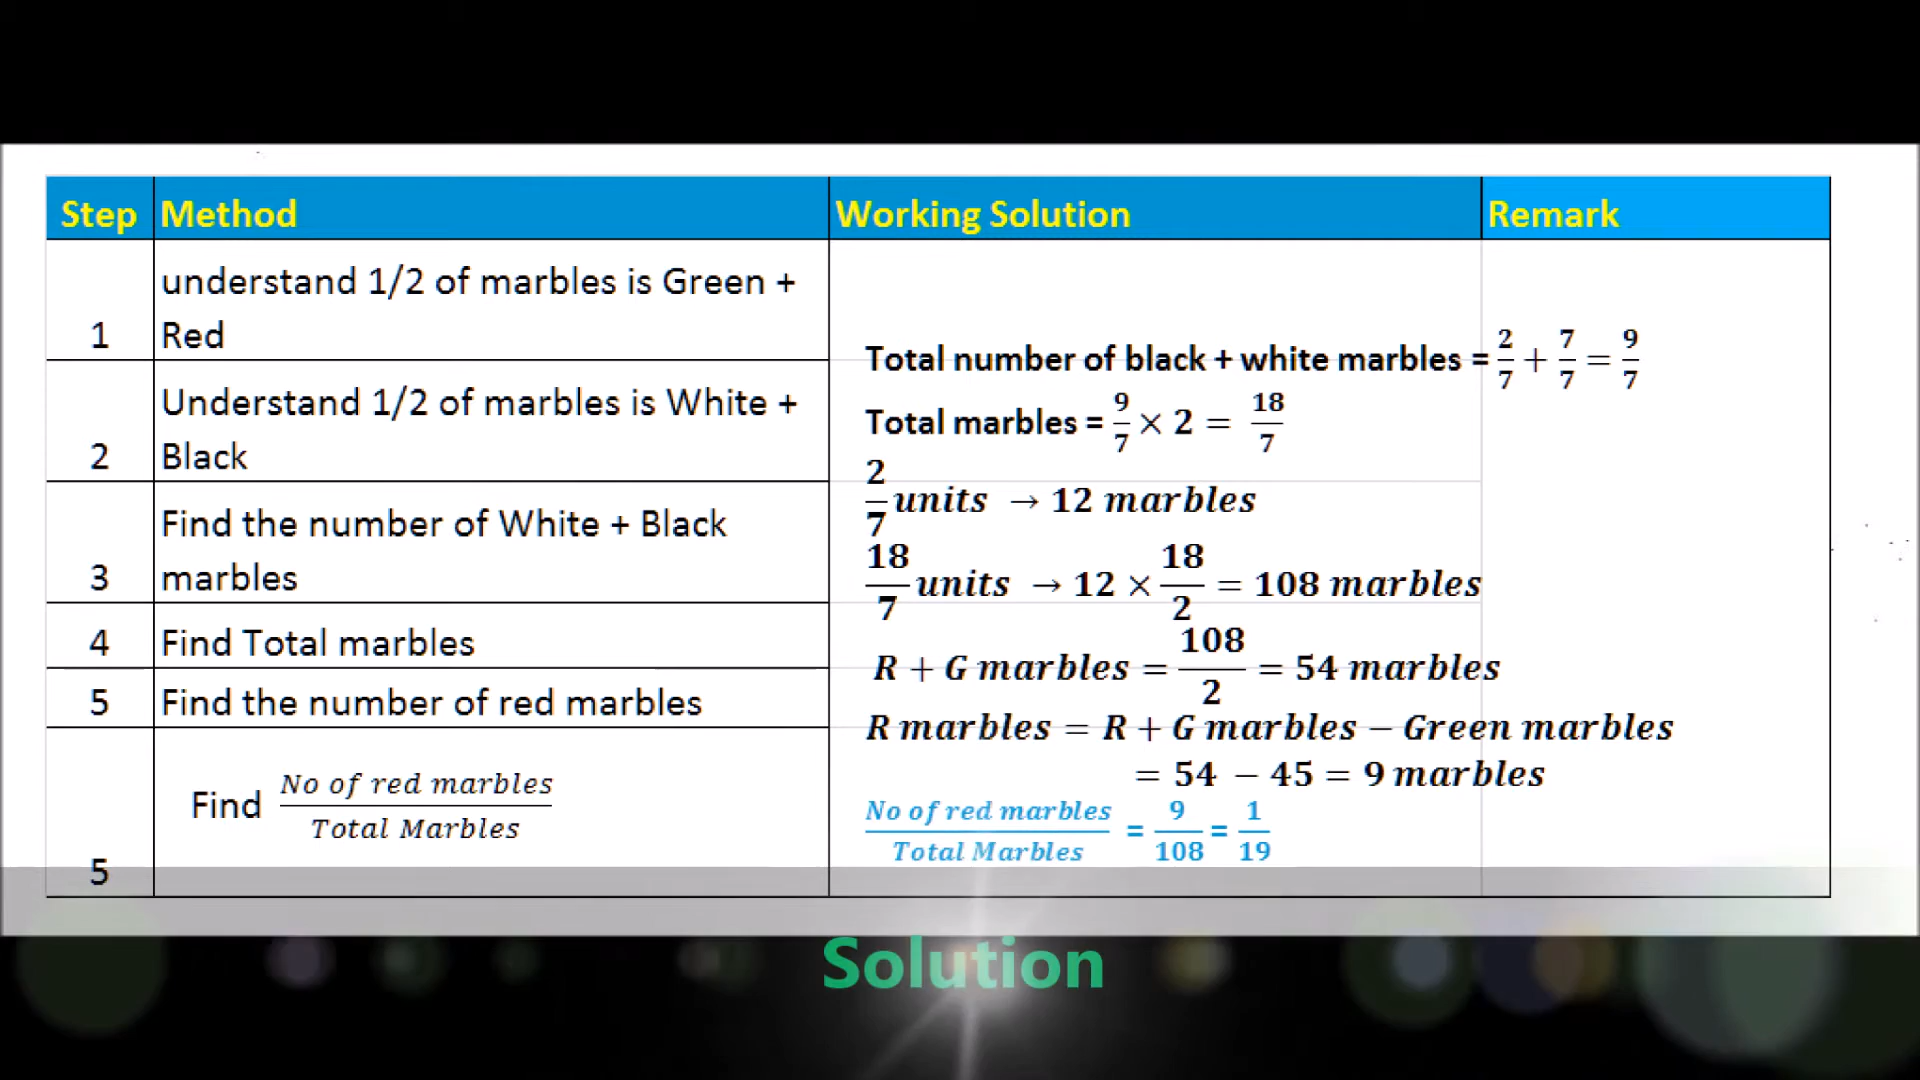 Step Method Working Solution Remark
1 understand 1/2 of marbles is Green +
Red
2 Understand 1/2 of marbles is White +
Black
3 Find the number of White + Black
marbles
4 Find Total marbles
5 Find the number of red marbles
5 Find No of red marbles / Total Marbles
Total number of black + white marbles = 2/7 + 7/7 = 9/7
Total marbles = 9/7 × 2 = 18/7
2/7 units → 12 marbles
18/7 units → 12 × 18/2 = 108 marbles
R + G marbles = 108/2 = 54 marbles
R marbles = R + G marbles − Green marbles
= 54 − 45 = 9 marbles
No of red marbles / Total Marbles = 9/108 = 1/19
Solution